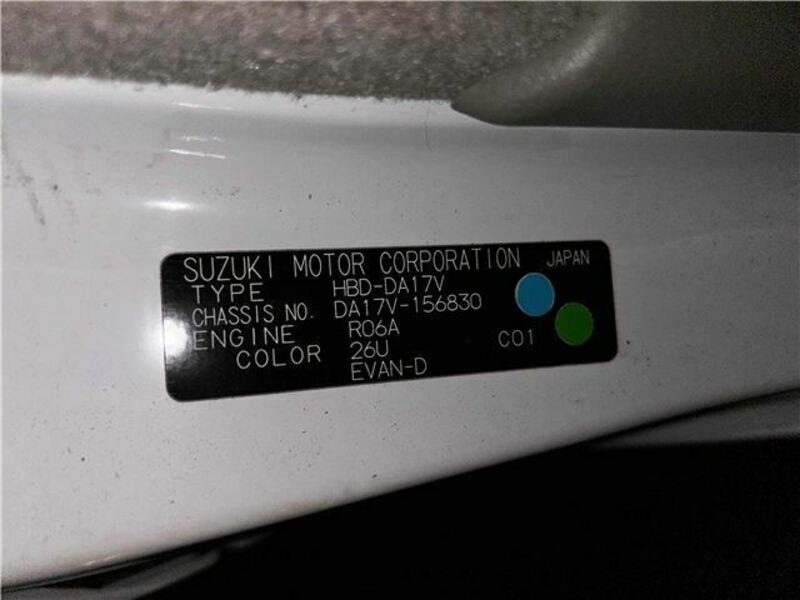 SUZUKI MOTOR CORPORATION JAPAN
TYPE HBD-DA17V
CHASSIS NO. DA17V-156830
ENGINE R06A
COLOR 26U C01
EVAN-D